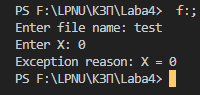 PS F:\LPNU\КЗП\Laba4>  f:;
Enter file name: test
Enter X: 0
Exception reason: X = 0
PS F:\LPNU\КЗП\Laba4>